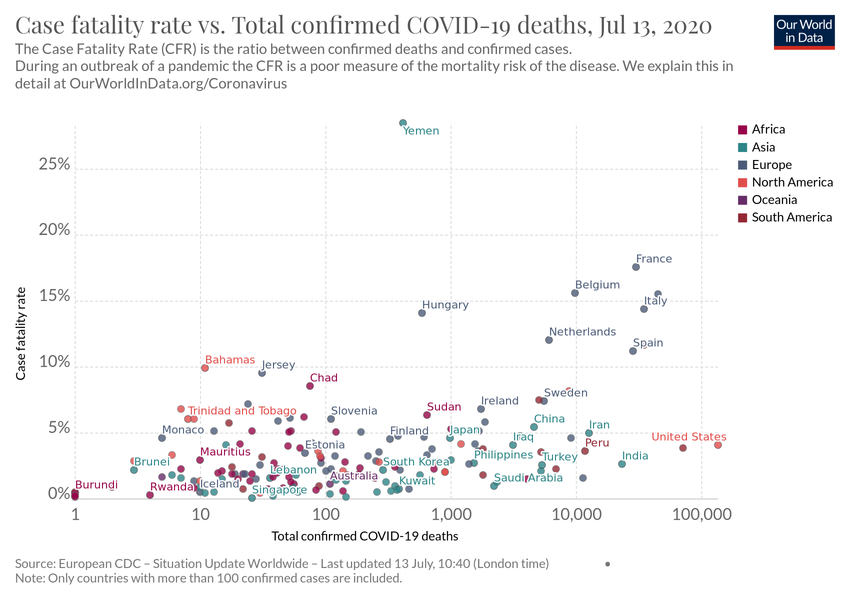 Case fatality rate vs. Total confirmed COVID-19 deaths, Jul 13, 2020
Our World
in Data
The Case Fatality Rate (CFR) is the ratio between confirmed deaths and confirmed cases.
During an outbreak of a pandemic the CFR is a poor measure of the mortality risk of the disease. We explain this in
detail at OurWorldInData.org/Coronavirus
Yemen
Africa
Asia
Europe
North America
Oceania
South America
25%
20%
France
Belgium
15%
Italy
Hungary
Netherlands
Spain
10%
Bahamas
Jersey
Chad
Ireland
Sweden
Trinidad and Tobago
Slovenia
Sudan
China
5%
Monaco
Finland
Japan
Iraq
Iran
United States
Estonia
Peru
Mauritius
Brunei
Lebanon
South Korea
Philippines
Turkey
India
Australia
Kuwait
Saudi Arabia
Burundi
Rwanda
Iceland
Singapore
0%
1
10
100
1,000
10,000
100,000
Case fatality rate
Total confirmed COVID-19 deaths
Source: European CDC – Situation Update Worldwide – Last updated 13 July, 10:40 (London time)
Note: Only countries with more than 100 confirmed cases are included.